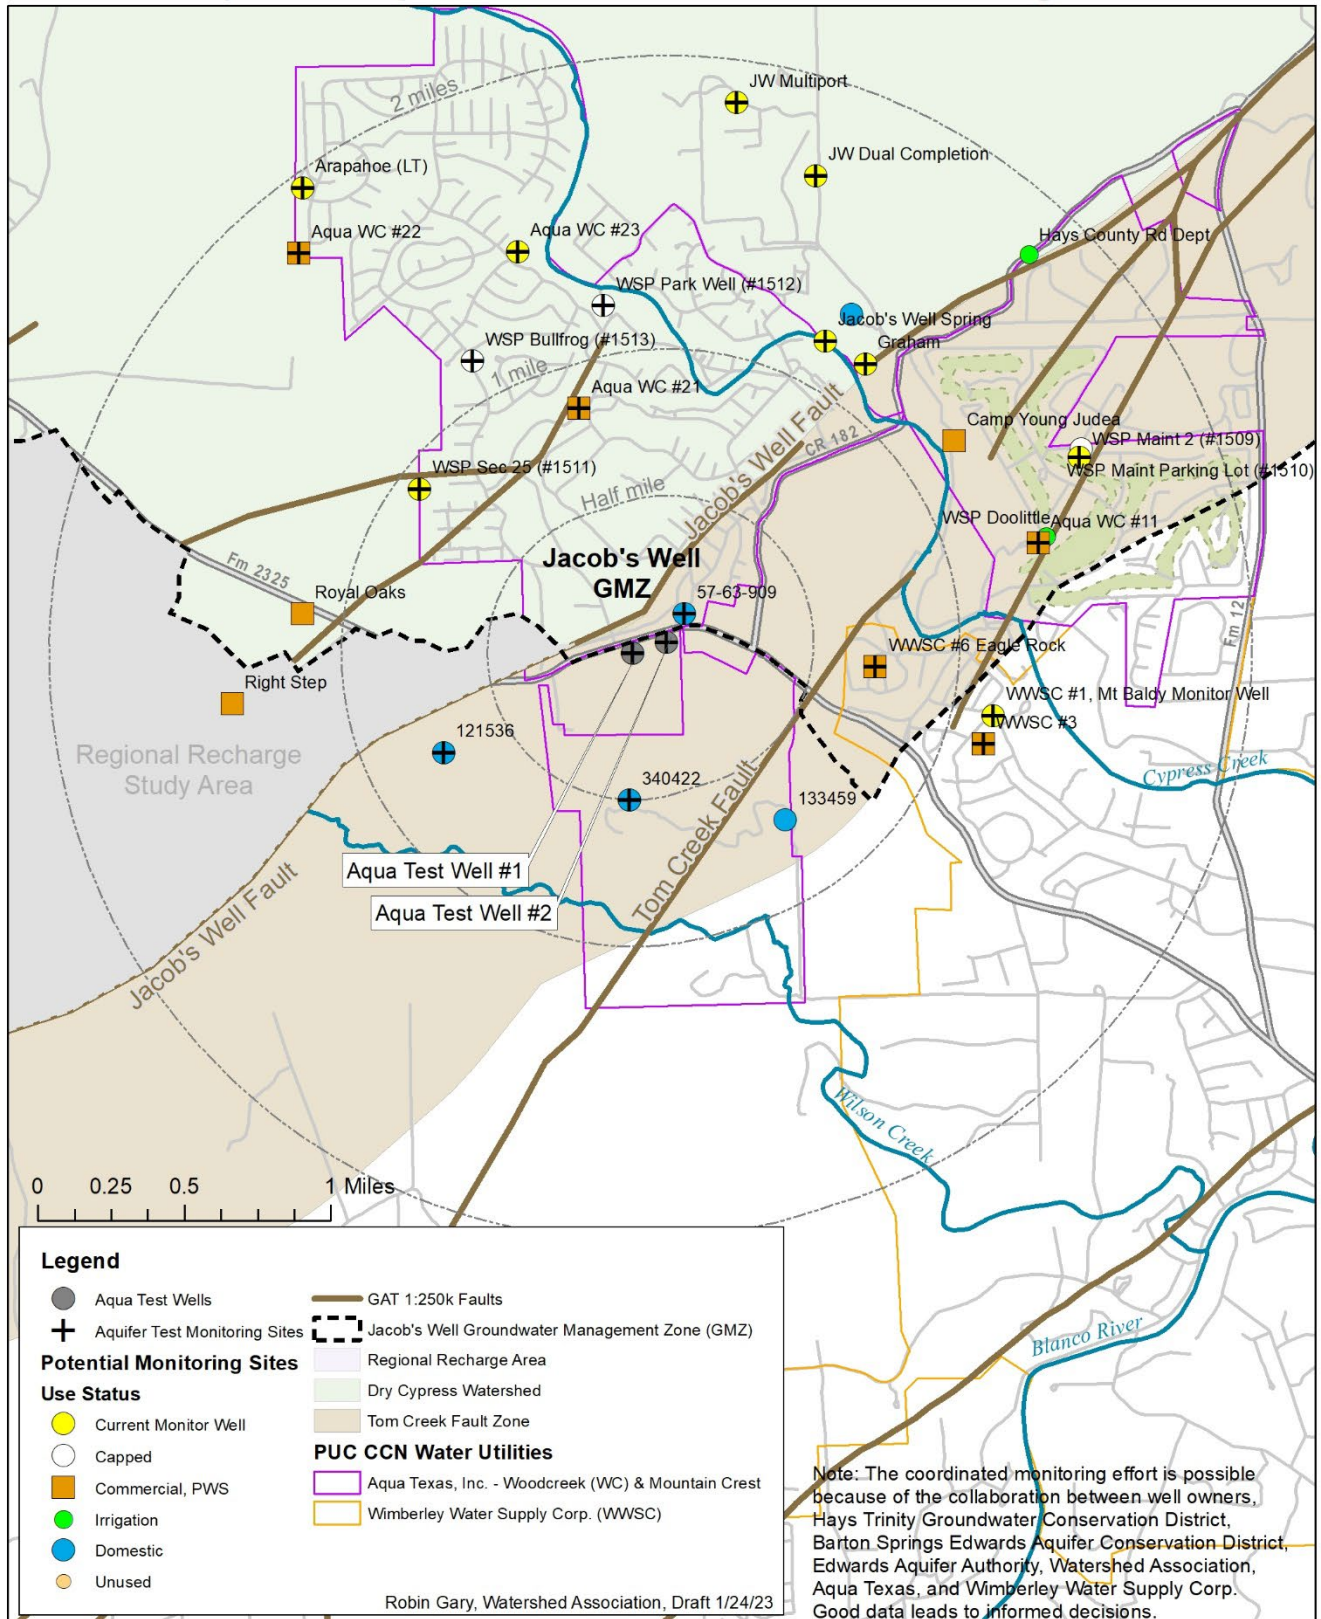 2 miles
JW Multiport
JW Dual Completion
Arapahoe (LT)
Aqua WC #22
Aqua WC #23
Hays County Rd Dept
WSP Park Well (#1512)
Jacob's Well Spring
Graham
WSP Bullfrog (#1513)
1 mile
Aqua WC #21
Jacob's Well Fault
CR 182
Camp Young Judea
WSP Maint 2 (#1509)
WSP Maint Parking Lot (#1510)
WSP Sec 25 (#1511)
Half mile
WSP Doolittle
Aqua WC #11
Jacob's Well
GMZ
Fm 2325
Royal Oaks
57-63-909
Fm 12
WWSC #6 Eagle Rock
Right Step
WWSC #1, Mt Baldy Monitor Well
WWSC #3
Regional Recharge
Study Area
121536
340422
133459
Cypress Creek
Aqua Test Well #1
Aqua Test Well #2
Tom Creek Fault
Jacob's Well Fault
Wilson Creek
0 0.25 0.5 1 Miles
Blanco River
Legend
Aqua Test Wells
Aquifer Test Monitoring Sites
Potential Monitoring Sites
Use Status
Current Monitor Well
Capped
Commercial, PWS
Irrigation
Domestic
Unused
GAT 1:250k Faults
Jacob's Well Groundwater Management Zone (GMZ)
Regional Recharge Area
Dry Cypress Watershed
Tom Creek Fault Zone
PUC CCN Water Utilities
Aqua Texas, Inc. - Woodcreek (WC) & Mountain Crest
Wimberley Water Supply Corp. (WWSC)
Robin Gary, Watershed Association, Draft 1/24/23
Note: The coordinated monitoring effort is possible
because of the collaboration between well owners,
Hays Trinity Groundwater Conservation District,
Barton Springs Edwards Aquifer Conservation District,
Edwards Aquifer Authority, Watershed Association,
Aqua Texas, and Wimberley Water Supply Corp.
Good data leads to informed decisions.